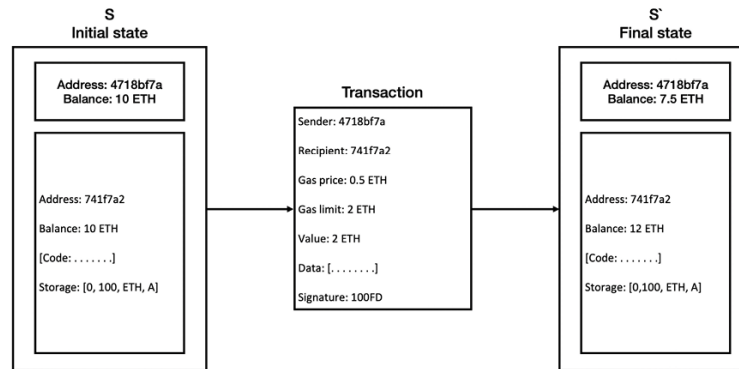 S
Initial state
Address: 4718bf7a
Balance: 10 ETH
Address: 741f7a2
Balance: 10 ETH
[Code: . . . . . . .]
Storage: [0, 100, ETH, A]
Transaction
Sender: 4718bf7a
Recipient: 741f7a2
Gas price: 0.5 ETH
Gas limit: 2 ETH
Value: 2 ETH
Data: [. . . . . . . .]
Signature: 100FD
S`
Final state
Address: 4718bf7a
Balance: 7.5 ETH
Address: 741f7a2
Balance: 12 ETH
[Code: . . . . . . .]
Storage: [0,100, ETH, A]